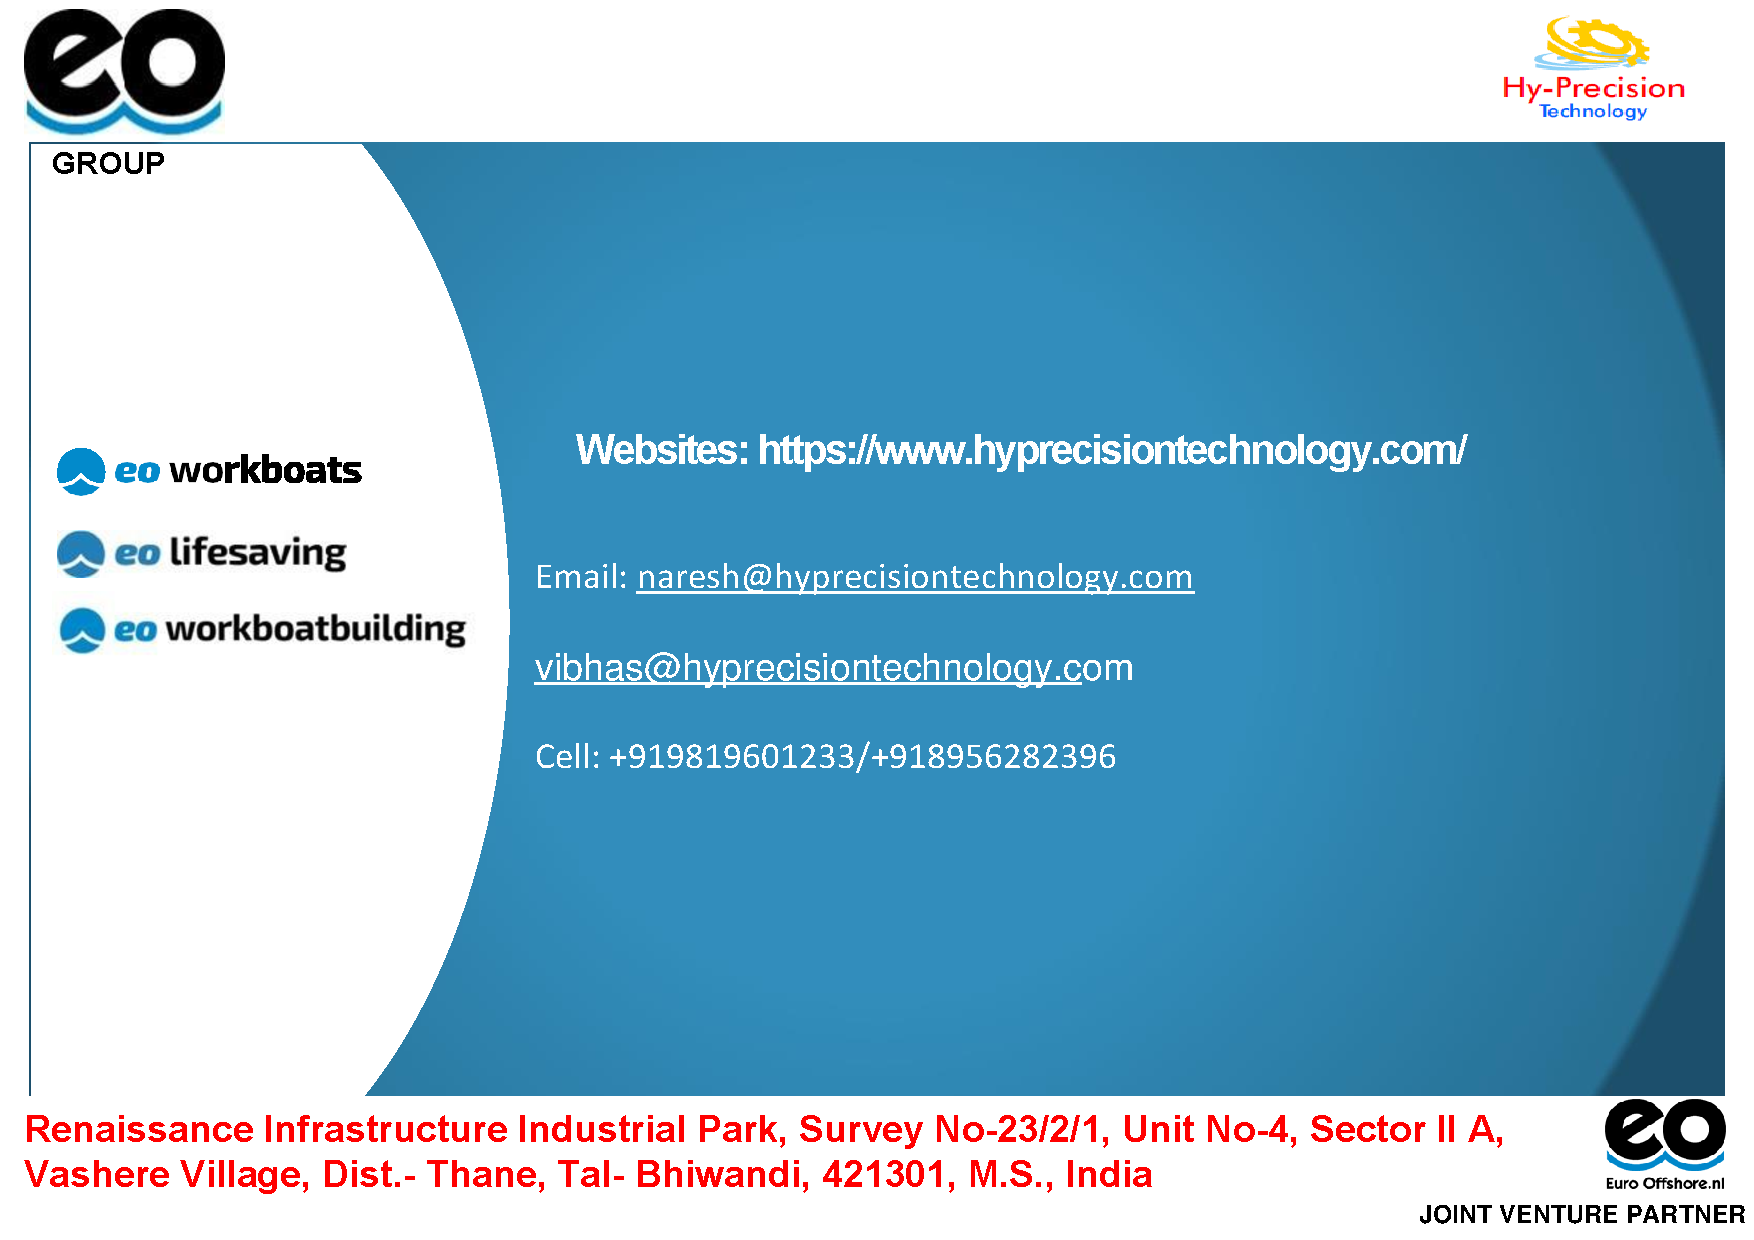 eo
Hy-Precision
Technology
GROUP
eo workboats
eo lifesaving
eo workboatbuilding
Websites: https://www.hyprecisiontechnology.com/
Email: naresh@hyprecisiontechnology.com
vibhas@hyprecisiontechnology.com
Cell: +919819601233/+918956282396
Renaissance Infrastructure Industrial Park, Survey No-23/2/1, Unit No-4, Sector II A,
Vashere Village, Dist.- Thane, Tal- Bhiwandi, 421301, M.S., India
eo
Euro Offshore.nl
JOINT VENTURE PARTNER